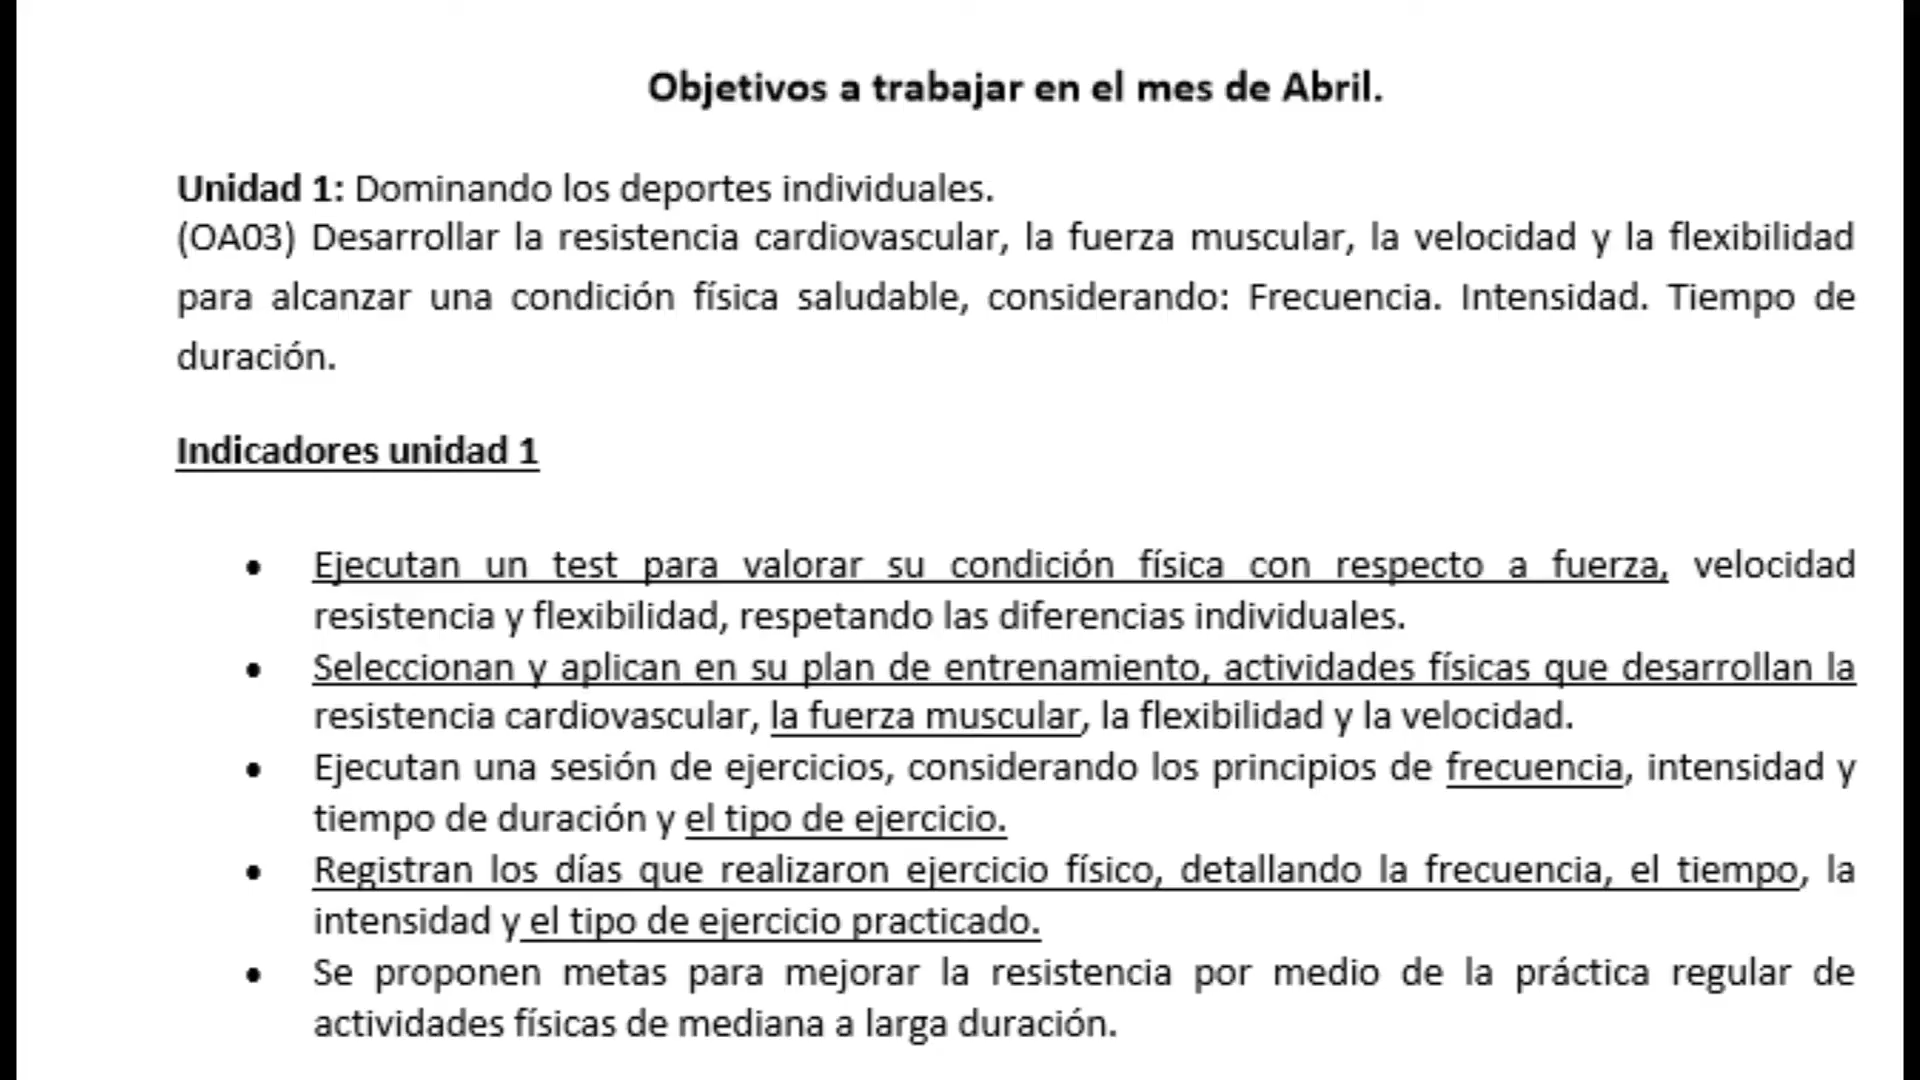 Objetivos a trabajar en el mes de Abril.
Unidad 1: Dominando los deportes individuales.
(OA03) Desarrollar la resistencia cardiovascular, la fuerza muscular, la velocidad y la flexibilidad
para alcanzar una condición física saludable, considerando: Frecuencia. Intensidad. Tiempo de
duración.
Indicadores unidad 1
• Ejecutan un test para valorar su condición física con respecto a fuerza, velocidad
resistencia y flexibilidad, respetando las diferencias individuales.
• Seleccionan y aplican en su plan de entrenamiento, actividades físicas que desarrollan la
resistencia cardiovascular, la fuerza muscular, la flexibilidad y la velocidad.
• Ejecutan una sesión de ejercicios, considerando los principios de frecuencia, intensidad y
tiempo de duración y el tipo de ejercicio.
• Registran los días que realizaron ejercicio físico, detallando la frecuencia, el tiempo, la
intensidad y el tipo de ejercicio practicado.
• Se proponen metas para mejorar la resistencia por medio de la práctica regular de
actividades físicas de mediana a larga duración.